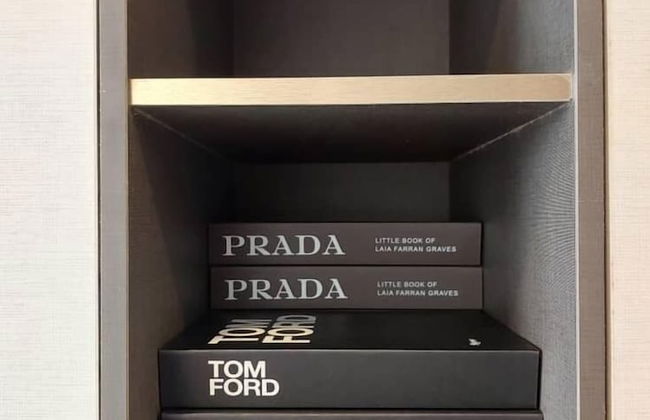 PRADA
LITTLE BOOK OF
LAIA FARRAN GRAVES
PRADA
LITTLE BOOK OF
LAIA FARRAN GRAVES
TOM
FORD
TOM
FORD